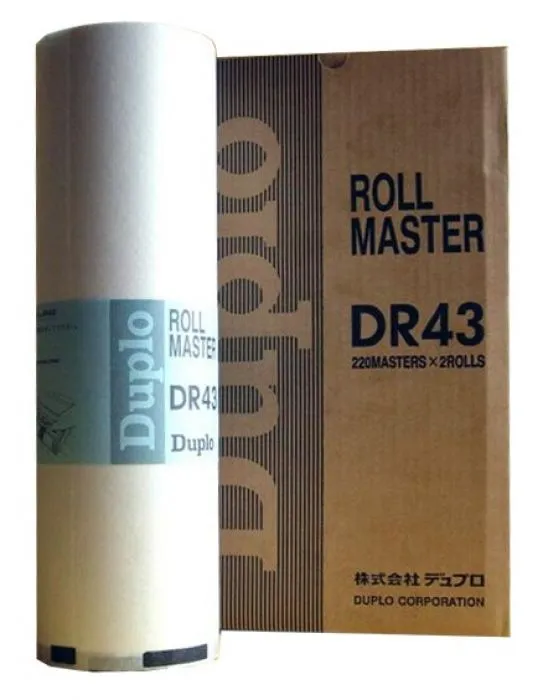 Duplo
ROLL
MASTER
DR43
Duplo
Duplo
ROLL
MASTER
DR43
220MASTERS×2ROLLS
株式会社 デュプロ
DUPLO CORPORATION